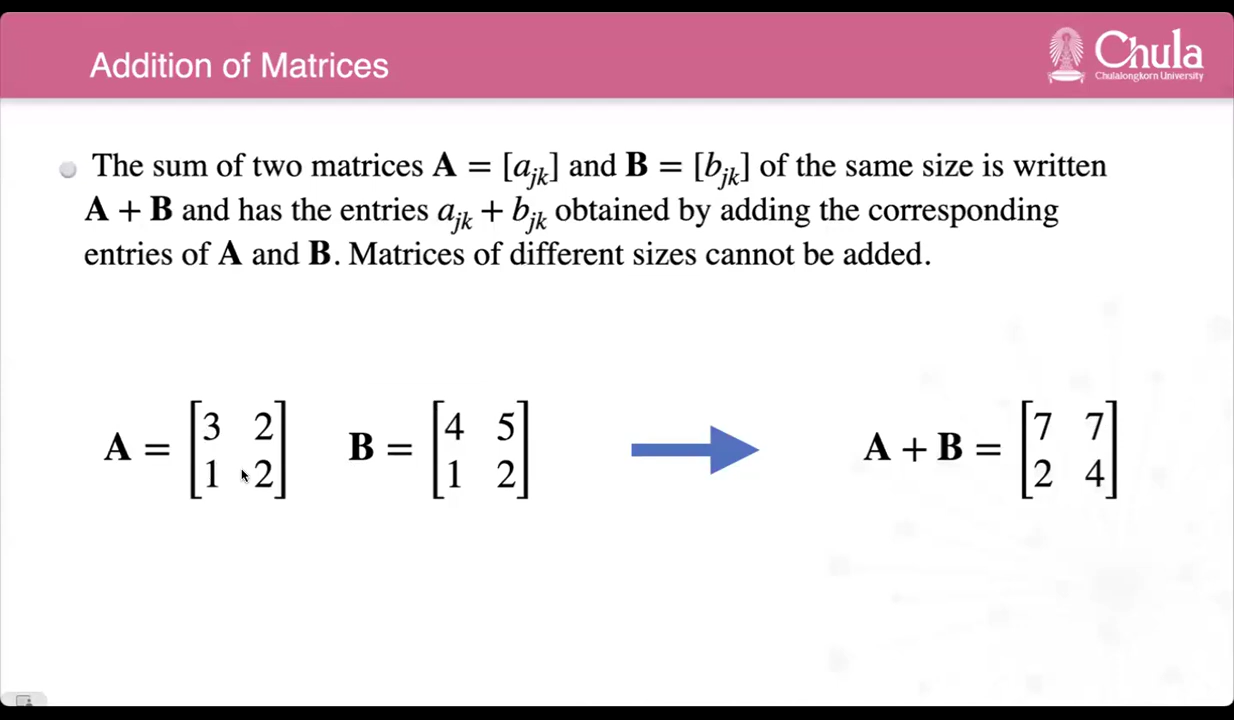 Addition of Matrices
Chula
Chulalongkorn University
The sum of two matrices A = [a_jk] and B = [b_jk] of the same size is written
A + B and has the entries a_jk + b_jk obtained by adding the corresponding
entries of A and B. Matrices of different sizes cannot be added.
A = [3 2
1 2]
B = [4 5
1 2]
A + B = [7 7
2 4]